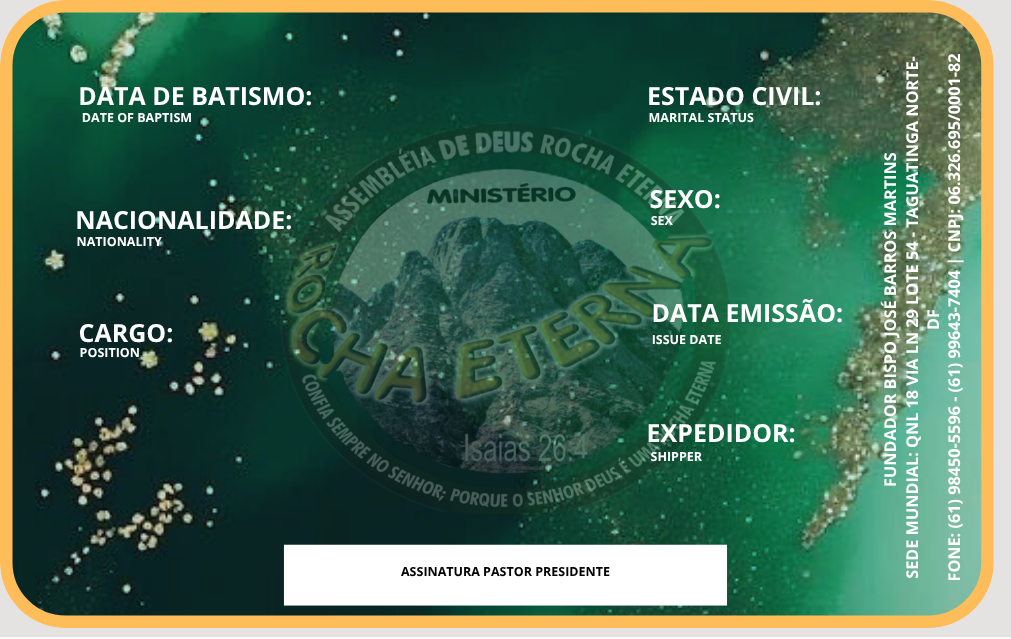 DATA DE BATISMO:
DATE OF BAPTISM
ESTADO CIVIL:
MARITAL STATUS
NACIONALIDADE:
NATIONALITY
SEXO:
SEX
CARGO:
POSITION
DATA EMISSÃO:
ISSUE DATE
EXPEDIDOR:
SHIPPER
ASSEMBLÉIA DE DEUS ROCHA ETERNA
MINISTÉRIO
ROCHA ETERNA
Isaias 26:4
CONFIA SEMPRE NO SENHOR; PORQUE O SENHOR DEUS É UMA ROCHA ETERNA
ASSINATURA PASTOR PRESIDENTE
FUNDADOR BISPO JOSÉ BARROS MARTINS
SEDE MUNDIAL: QNL 18 VIA LN 29 LOTE 54 - TAGUATINGA NORTE-
DF
FONE: (61) 98450-5596 - (61) 99643-7404 | CNPJ: 06.326.695/0001-82